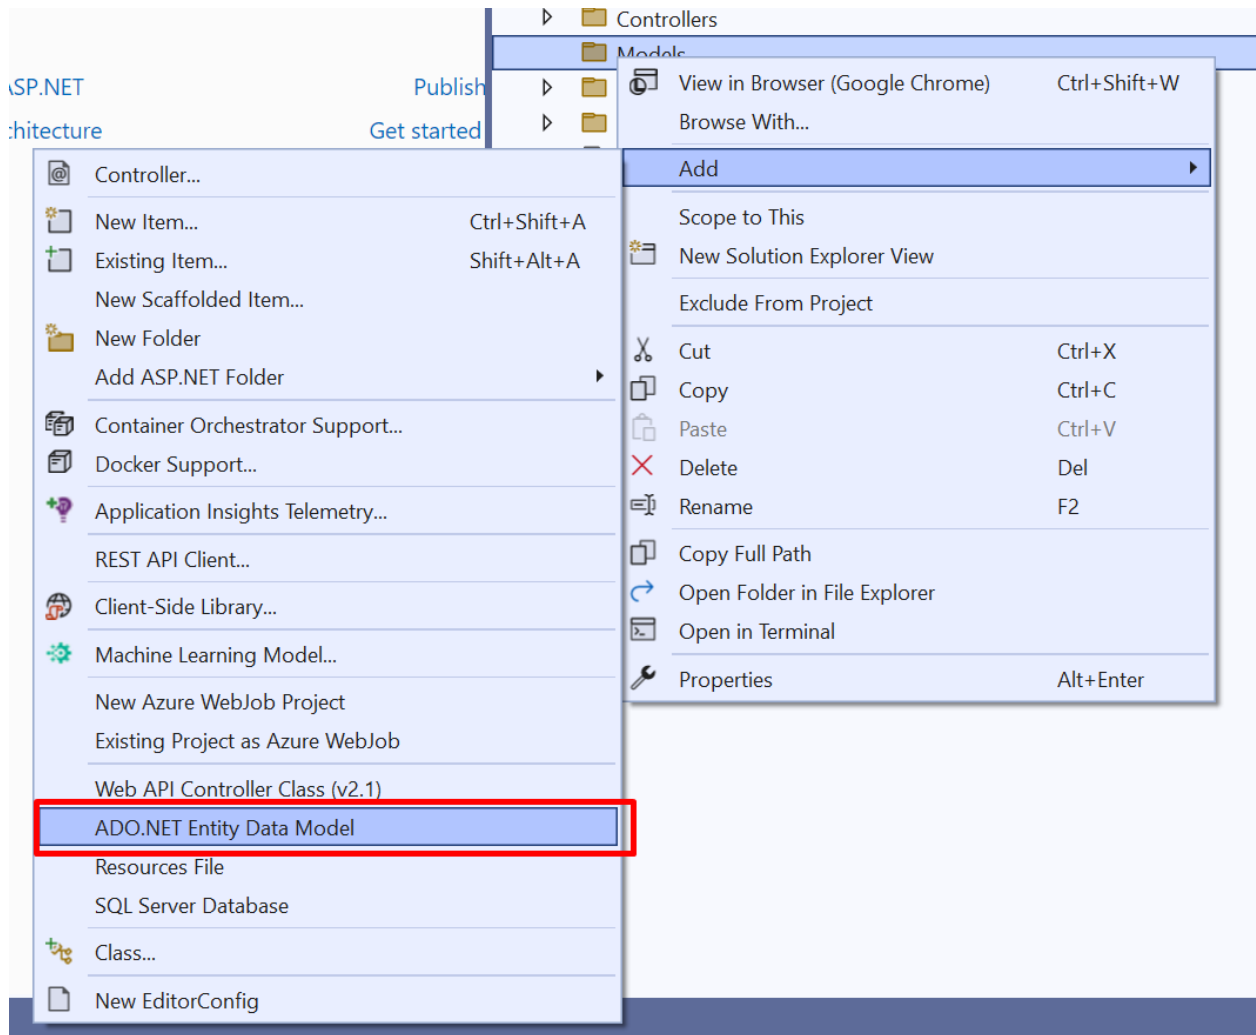 Controllers
Models
ASP.NET
Publish
chitecture
Get started
View in Browser (Google Chrome) Ctrl+Shift+W
Browse With...
Add
Scope to This
New Solution Explorer View
Exclude From Project
Cut Ctrl+X
Copy Ctrl+C
Paste Ctrl+V
Delete Del
Rename F2
Copy Full Path
Open Folder in File Explorer
Open in Terminal
Properties Alt+Enter
Controller...
New Item... Ctrl+Shift+A
Existing Item... Shift+Alt+A
New Scaffolded Item...
New Folder
Add ASP.NET Folder
Container Orchestrator Support...
Docker Support...
Application Insights Telemetry...
REST API Client...
Client-Side Library...
Machine Learning Model...
New Azure WebJob Project
Existing Project as Azure WebJob
Web API Controller Class (v2.1)
ADO.NET Entity Data Model
Resources File
SQL Server Database
Class...
New EditorConfig